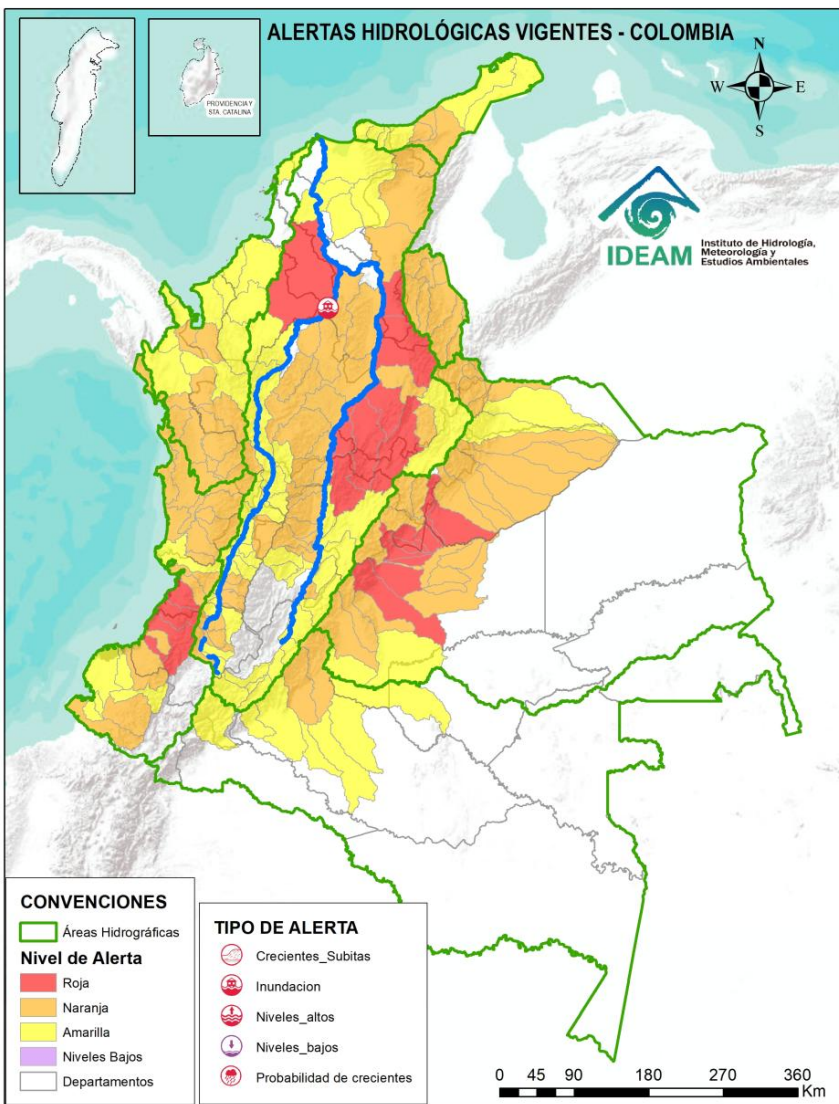 ALERTAS HIDROLÓGICAS VIGENTES - COLOMBIA
PROVIDENCIA Y
STA. CATALINA
N
W
E
S
IDEAM
Instituto de Hidrología,
Meteorología y
Estudios Ambientales
CONVENCIONES
Áreas Hidrográficas
Nivel de Alerta
Roja
Naranja
Amarilla
Niveles Bajos
Departamentos
TIPO DE ALERTA
Crecientes_Subitas
Inundacion
Niveles_altos
Niveles_bajos
Probabilidad de crecientes
0 45 90 180 270 360
Km